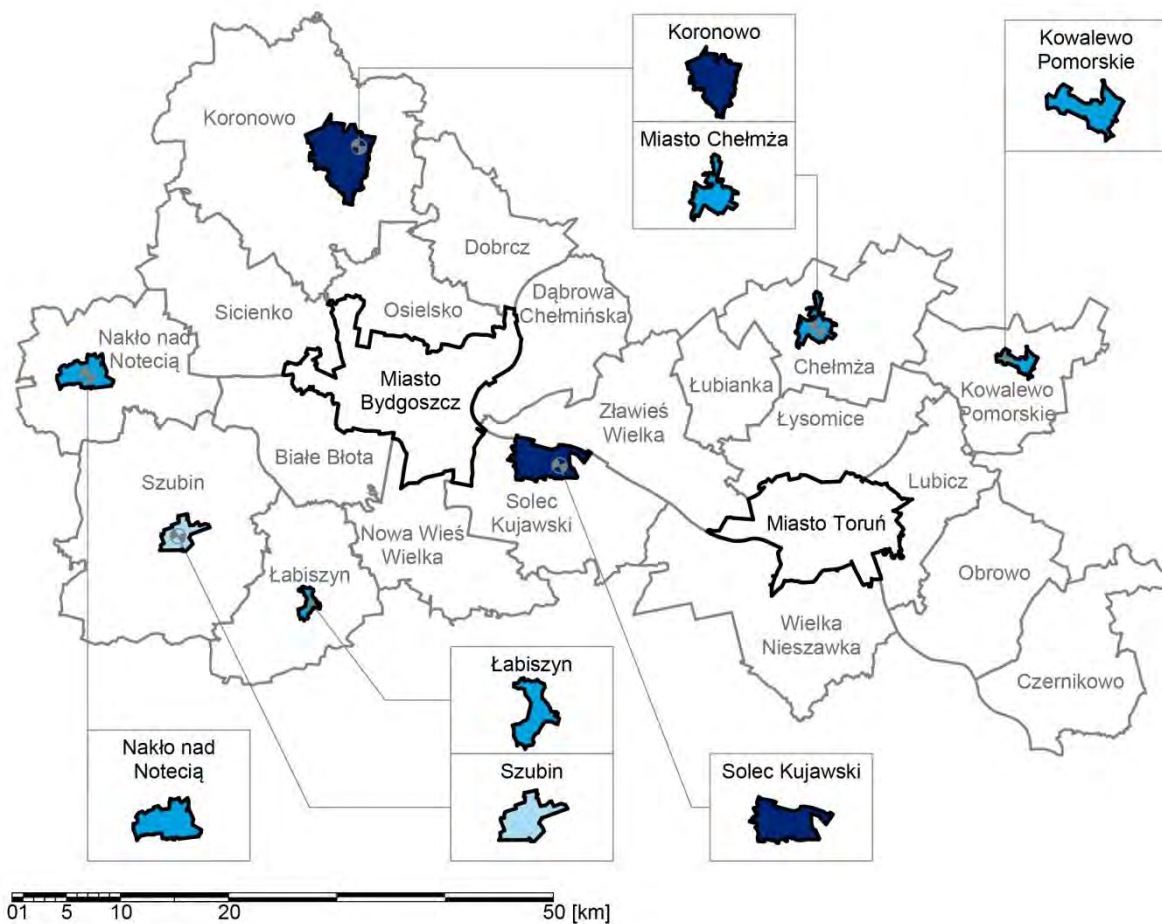 Koronowo
Kowalewo
Pomorskie
Miasto Chełmża
Koronowo
Dobrcz
Dąbrowa
Chełmińska
Sicienko
Osielsko
Nakło nad
Notecią
Miasto
Bydgoszcz
Łubianka
Chełmża
Kowalewo
Pomorskie
Zławieś
Wielka
Łysomice
Białe Błota
Szubin
Solec
Kujawski
Lubicz
Miasto Toruń
Nowa Wieś
Wielka
Łabiszyn
Obrowo
Wielka
Nieszawka
Czernikowo
Łabiszyn
Nakło nad
Notecią
Szubin
Solec Kujawski
01 5 10 20 50 [km]